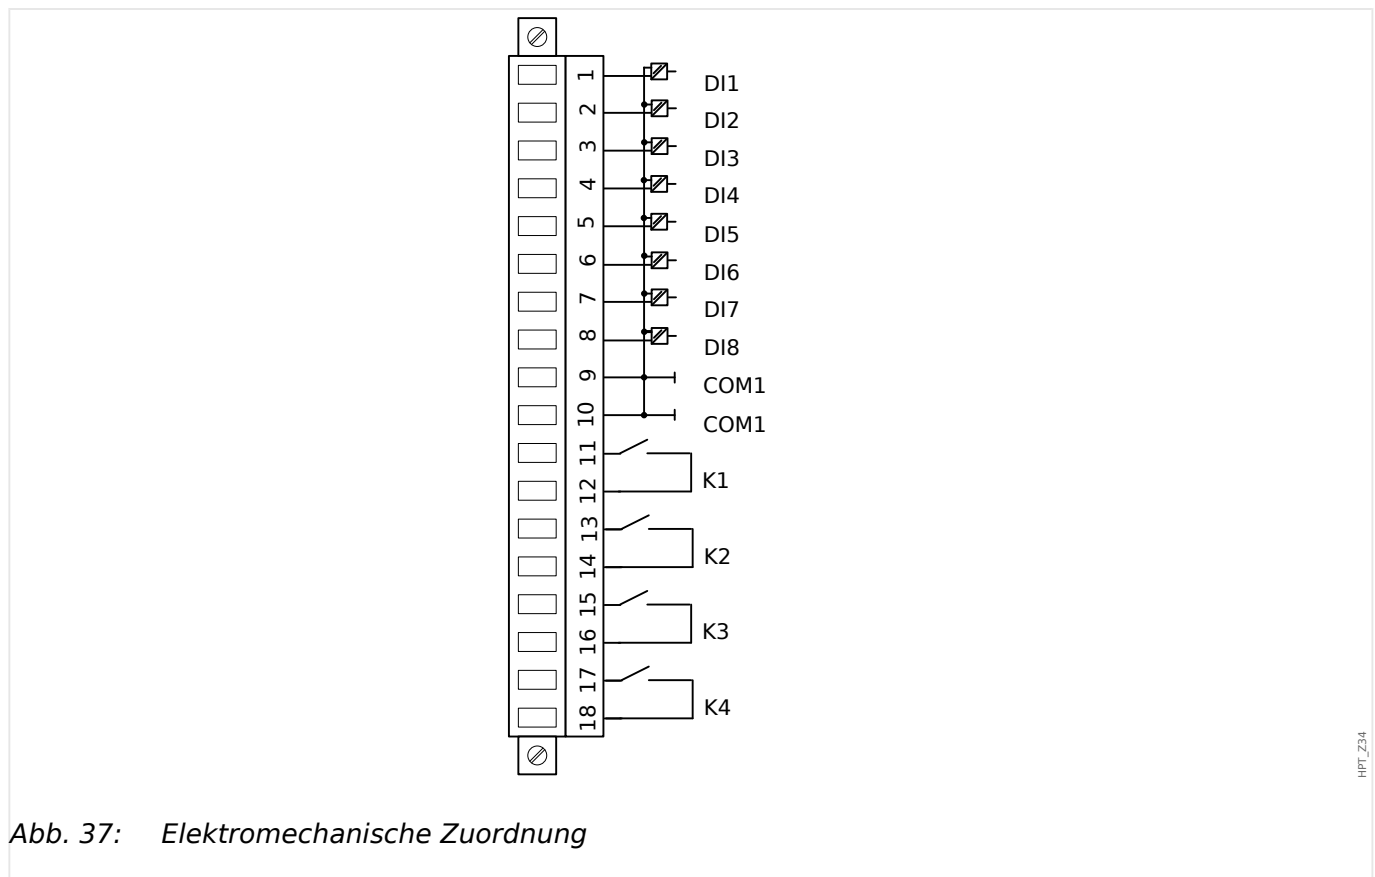 1 DI1
2 DI2
3 DI3
4 DI4
5 DI5
6 DI6
7 DI7
8 DI8
9 COM1
10 COM1
11
K1
12
13
K2
14
15
K3
16
17
K4
18
HPT_Z34
Abb. 37: Elektromechanische Zuordnung